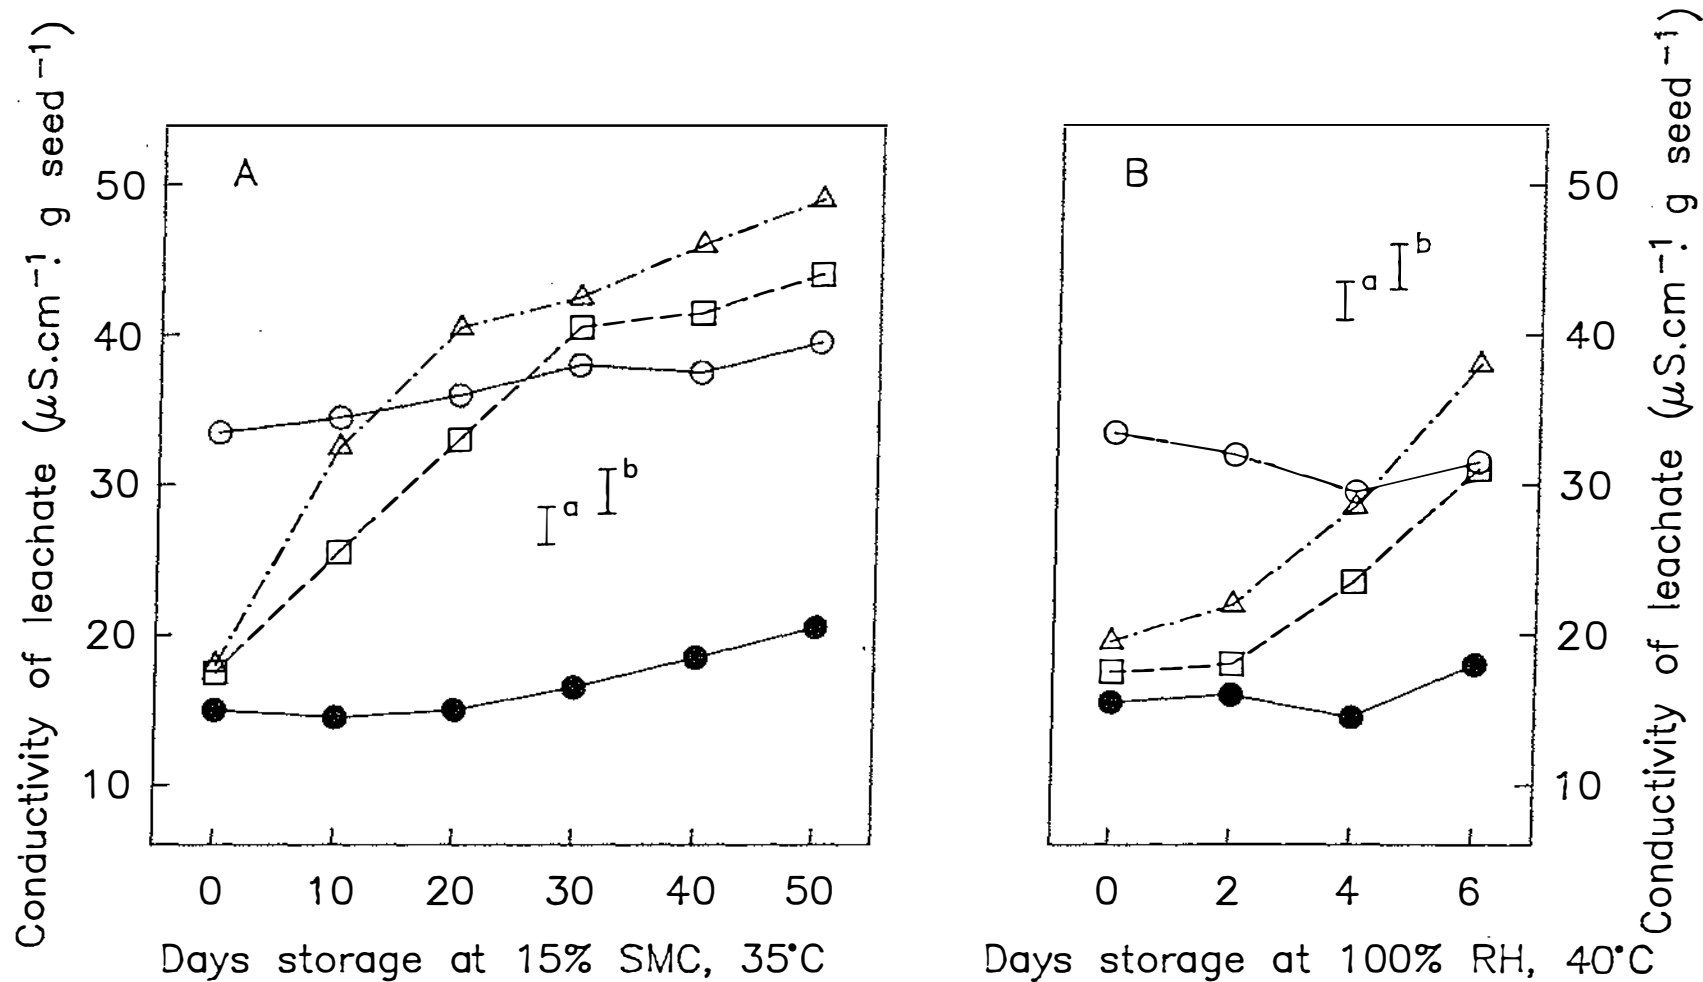 Conductivity of leachate (μS.cm⁻¹. g seed⁻¹)
A
50
40
30
20
10
a
b
0 10 20 30 40 50
Days storage at 15% SMC, 35°C
B
a
b
50
40
30
20
10
0 2 4 6
Days storage at 100% RH, 40°C
Conductivity of leachate (μS.cm⁻¹. g seed⁻¹)